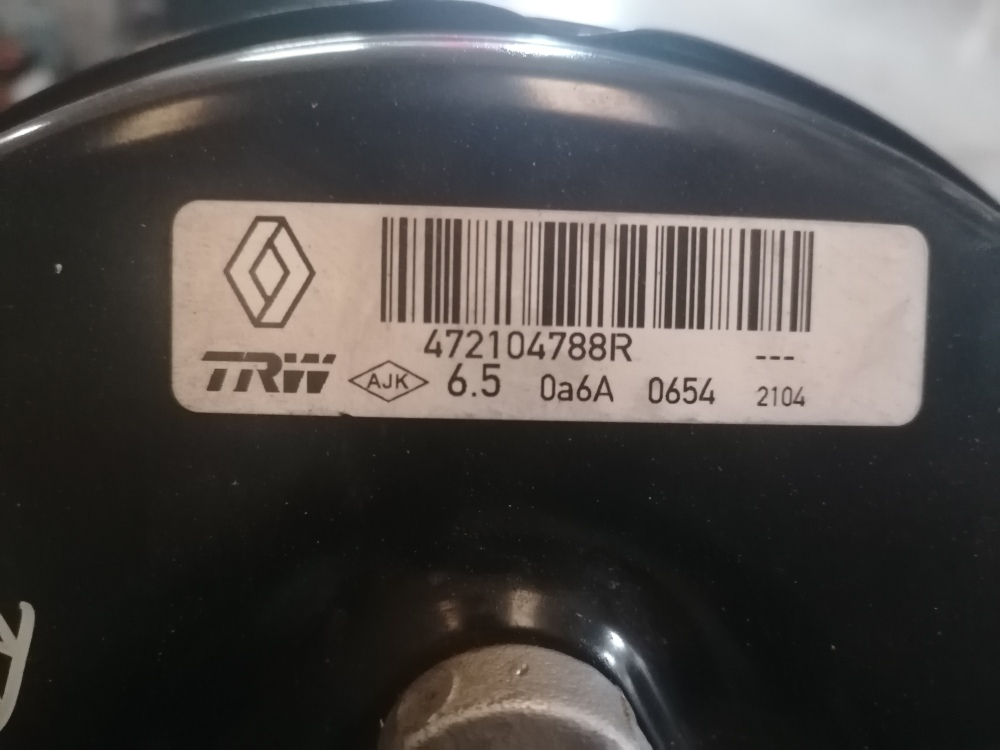 472104788R ---
TRW AJK 6.5 0a6A 0654 2104